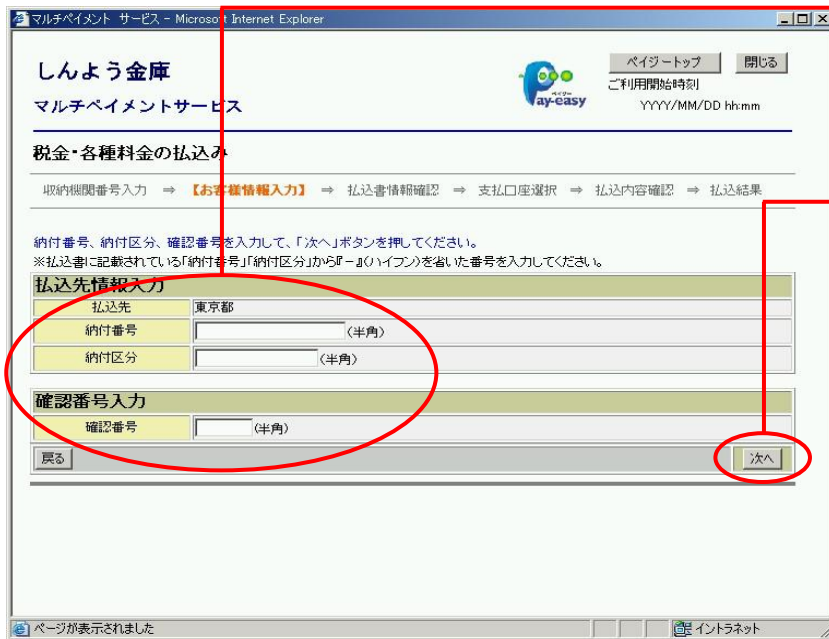 マルチペイメント サービス - Microsoft Internet Explorer
しんよう金庫
マルチペイメントサービス
ペイジー
Pay-easy
ペイジートップ
閉じる
ご利用開始時刻
YYYY/MM/DD hh:mm
税金・各種料金の払込み
収納機関番号入力 ⇒ 【お客様情報入力】 ⇒ 払込書情報確認 ⇒ 支払口座選択 ⇒ 払込内容確認 ⇒ 払込結果
納付番号、納付区分、確認番号を入力して、「次へ」ボタンを押してください。
※払込書に記載されている「納付番号」「納付区分」から『-』(ハイフン)を省いた番号を入力してください。
払込先情報入力
払込先 東京都
納付番号 (半角)
納付区分 (半角)
確認番号入力
確認番号 (半角)
戻る 次へ
ページが表示されました イントラネット